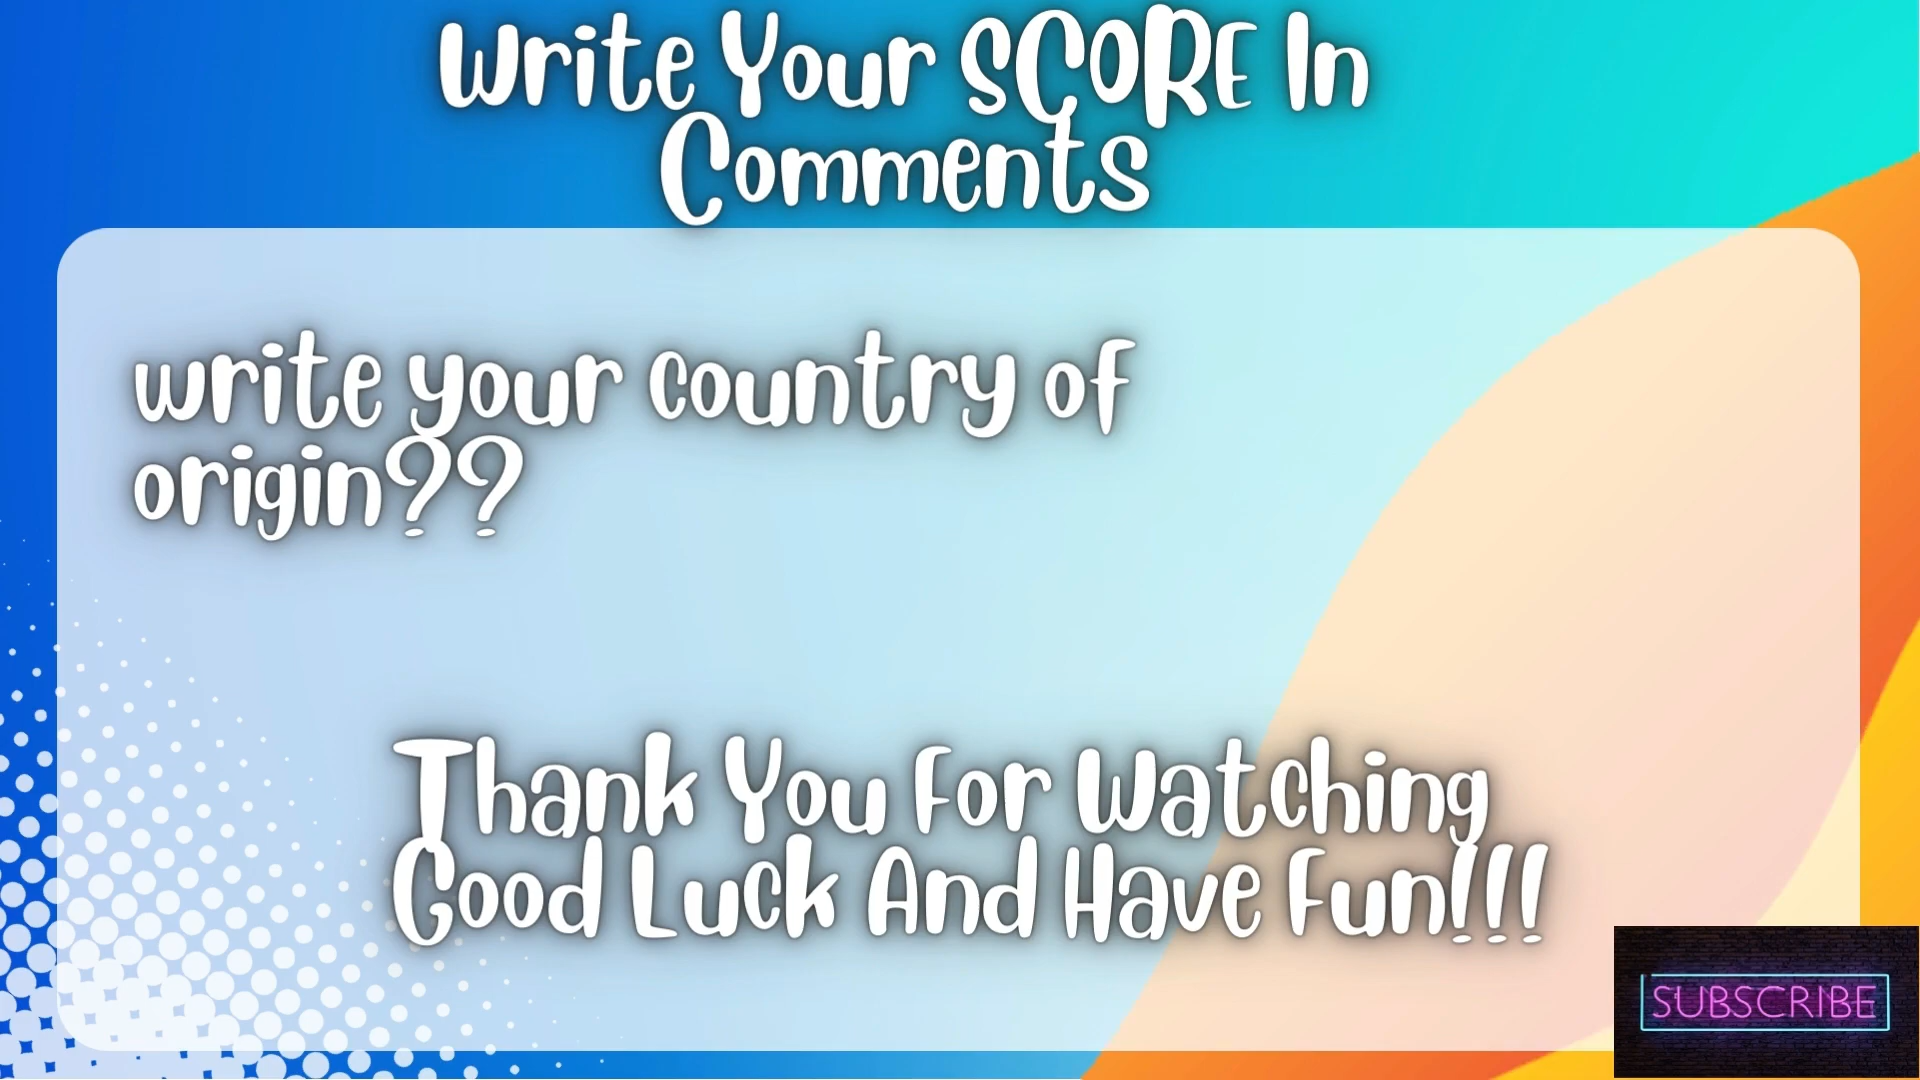 Write Your SCORE In
Comments
write your country of
origin??
Thank You For Watching
Good Luck And Have Fun!!!
SUBSCRIBE